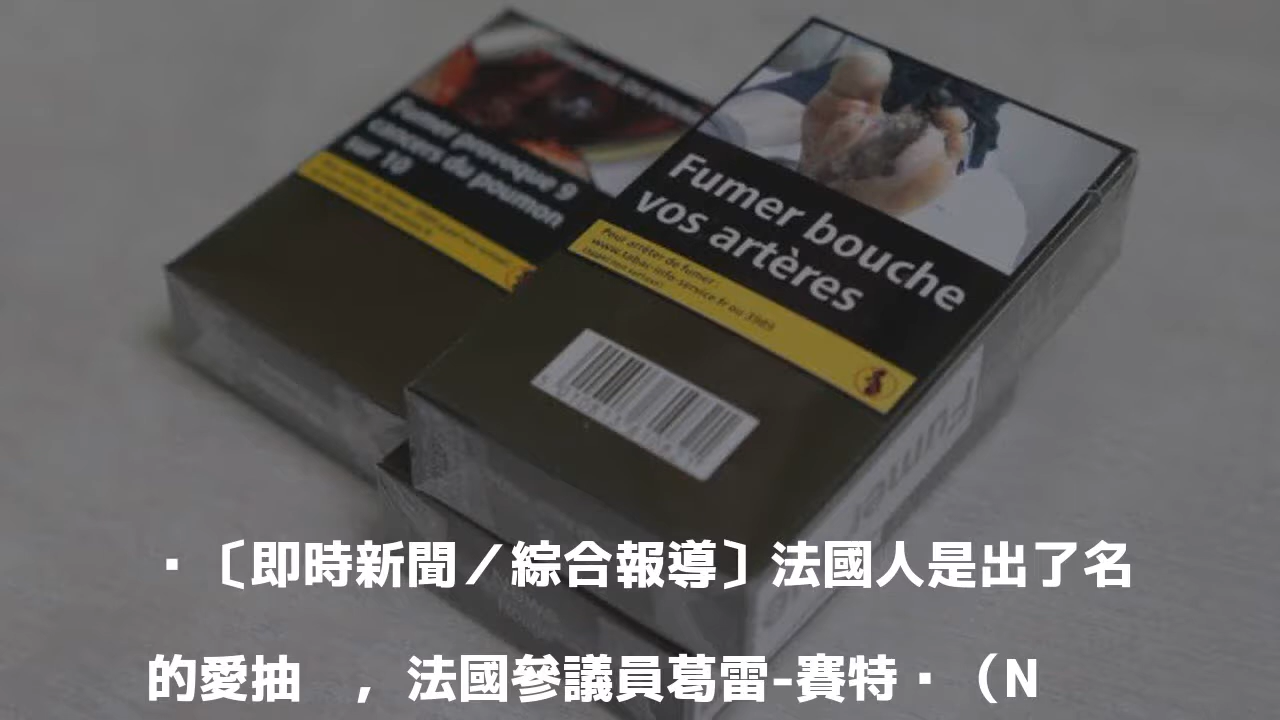 Fumer provoque 9
cancers du poumon
sur 10
Fumer bouche
vos artères
Pour arrêter de fumer :
www.tabac-info-service.fr ou 3989
Fumer
▪〔即時新聞／綜合報導〕法國人是出了名
的愛抽　，法國參議員葛雷-賽特▪（N